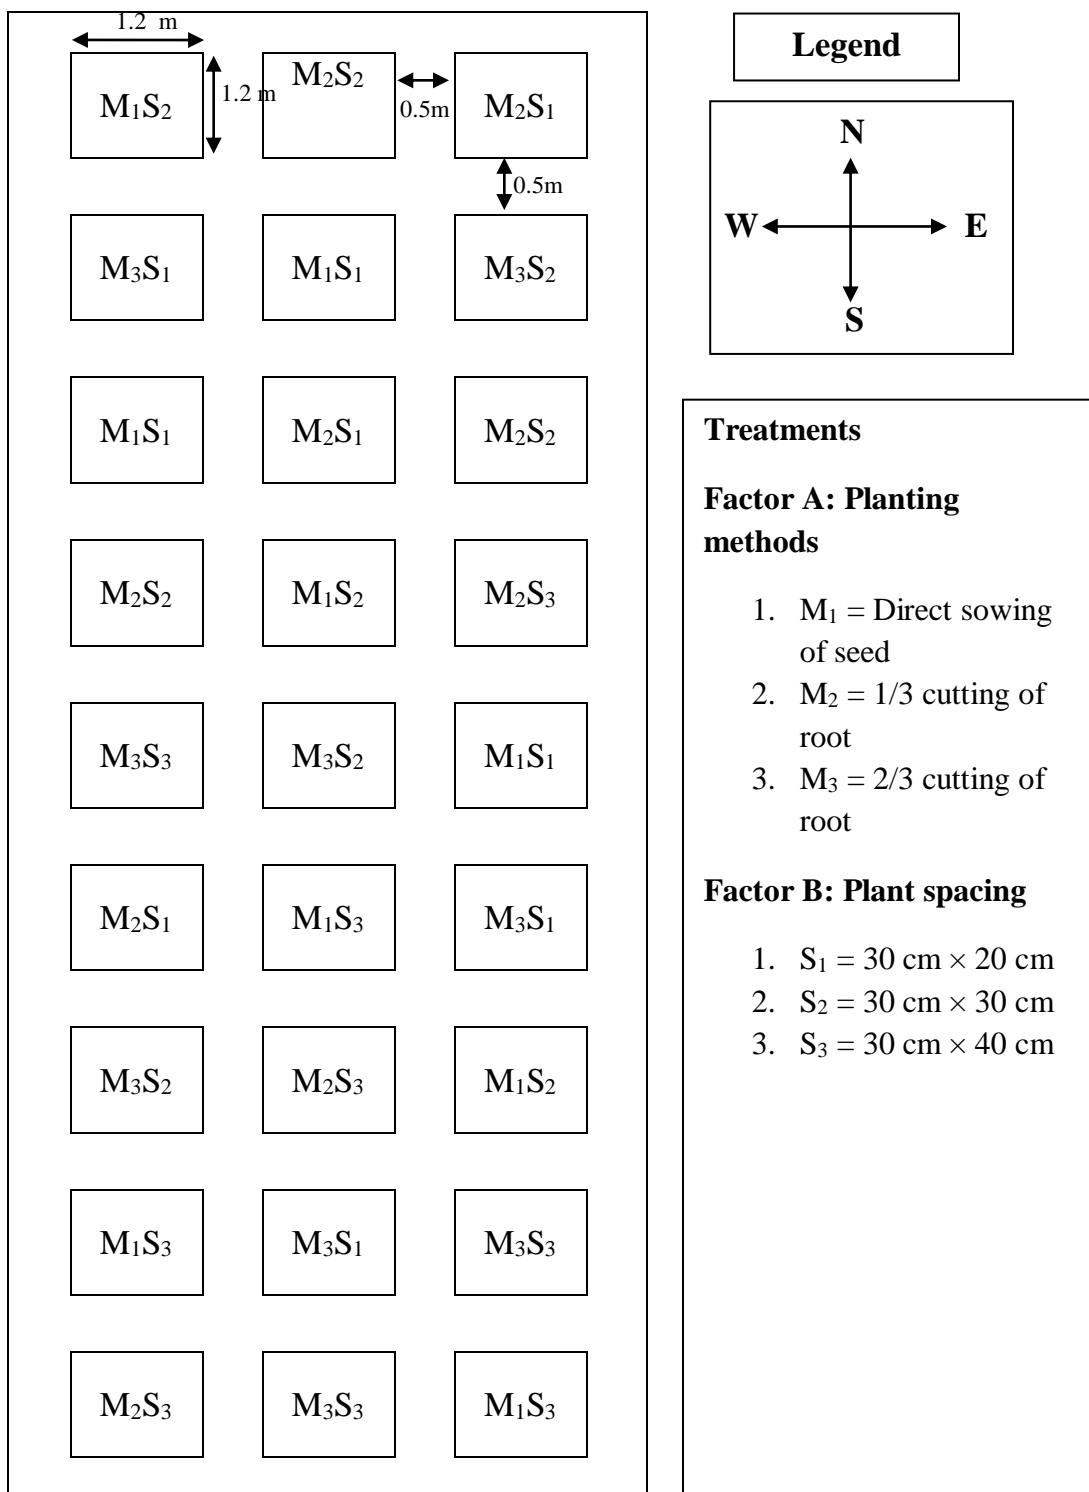 1.2 m
1.2 m
M₁S₂
M₂S₂
0.5m
M₂S₁
0.5m
M₃S₁
M₁S₁
M₃S₂
M₁S₁
M₂S₁
M₂S₂
M₂S₂
M₁S₂
M₂S₃
M₃S₃
M₃S₂
M₁S₁
M₂S₁
M₁S₃
M₃S₁
M₃S₂
M₂S₃
M₁S₂
M₁S₃
M₃S₁
M₃S₃
M₂S₃
M₃S₃
M₁S₃
Legend
N
W
E
S
Treatments
Factor A: Planting
methods
1. M₁ = Direct sowing
of seed
2. M₂ = 1/3 cutting of
root
3. M₃ = 2/3 cutting of
root
Factor B: Plant spacing
1. S₁ = 30 cm × 20 cm
2. S₂ = 30 cm × 30 cm
3. S₃ = 30 cm × 40 cm